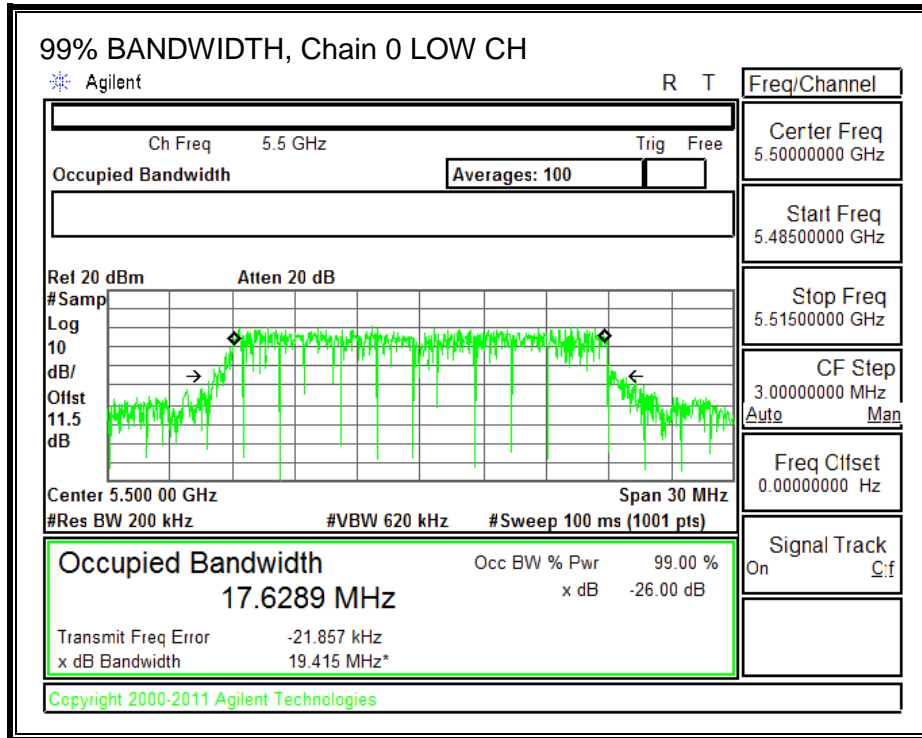 99% BANDWIDTH, Chain 0 LOW CH
Agilent R T
Freq/Channel
Ch Freq 5.5 GHz Trig Free
Occupied Bandwidth Averages: 100
Center Freq
5.50000000 GHz
Start Freq
5.48500000 GHz
Stop Freq
5.51500000 GHz
CF Step
3.00000000 MHz
Auto Man
Freq Offset
0.00000000 Hz
Signal Track
On Off
Ref 20 dBm Atten 20 dB
#Samp
Log
10
dB/
Offst
11.5
dB
Center 5.500 00 GHz Span 30 MHz
#Res BW 200 kHz #VBW 620 kHz #Sweep 100 ms (1001 pts)
Occupied Bandwidth
17.6289 MHz
Occ BW % Pwr 99.00 %
x dB -26.00 dB
Transmit Freq Error -21.857 kHz
x dB Bandwidth 19.415 MHz*
Copyright 2000-2011 Agilent Technologies